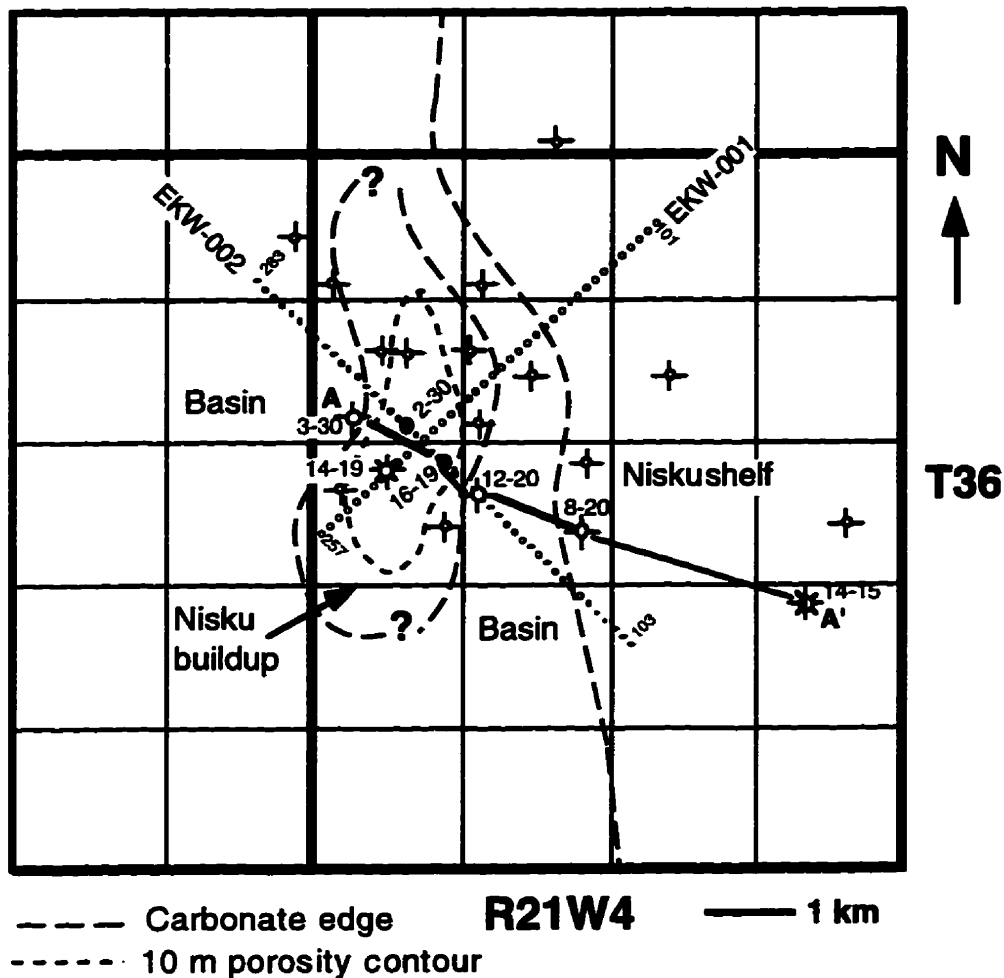 N
EKW-001
101
EKW-002
263
?
Basin
A
3-30
2-30
14-19
16-19
12-20
8-20
Niskushelf
T36
257
Nisku
buildup
?
Basin
103
14-15
A'
Carbonate edge
R21W4
1 km
10 m porosity contour